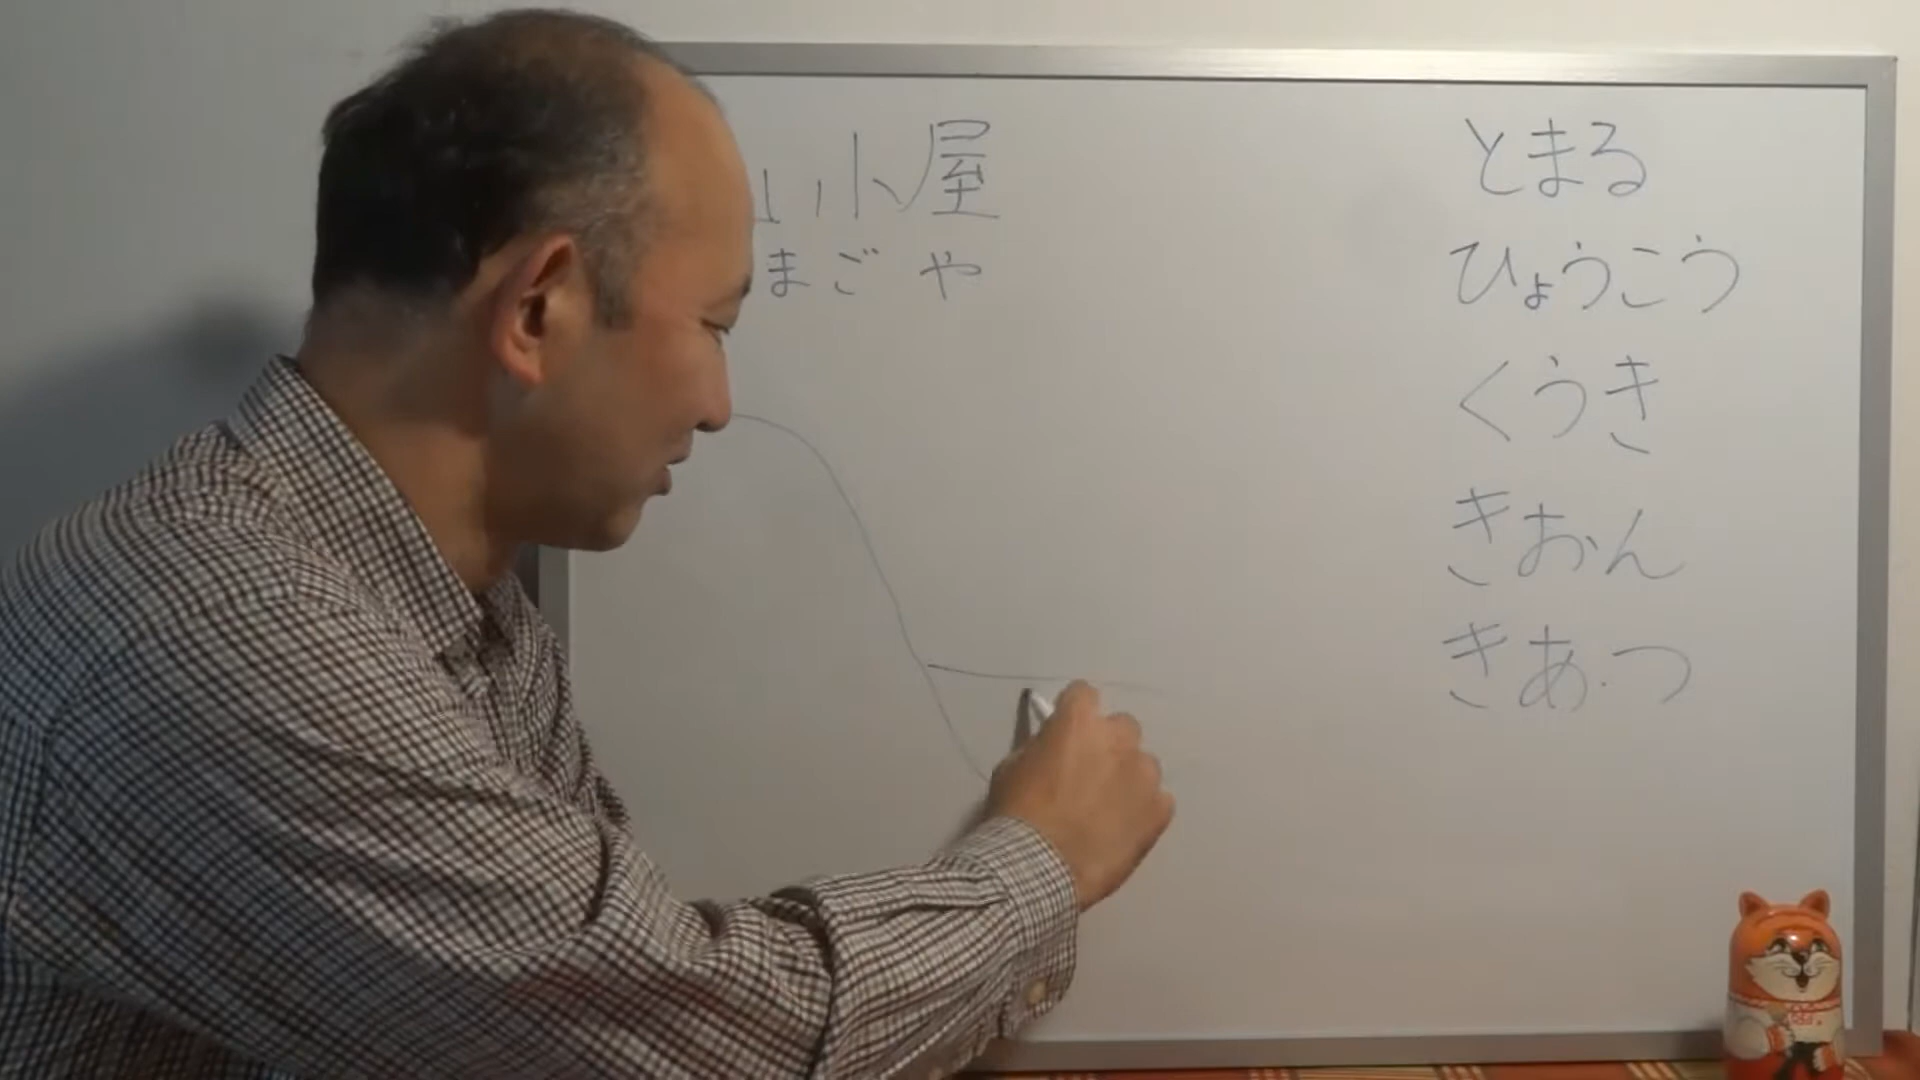 山小屋
まごや
とまる
ひょうこう
くうき
きおん
きあつ